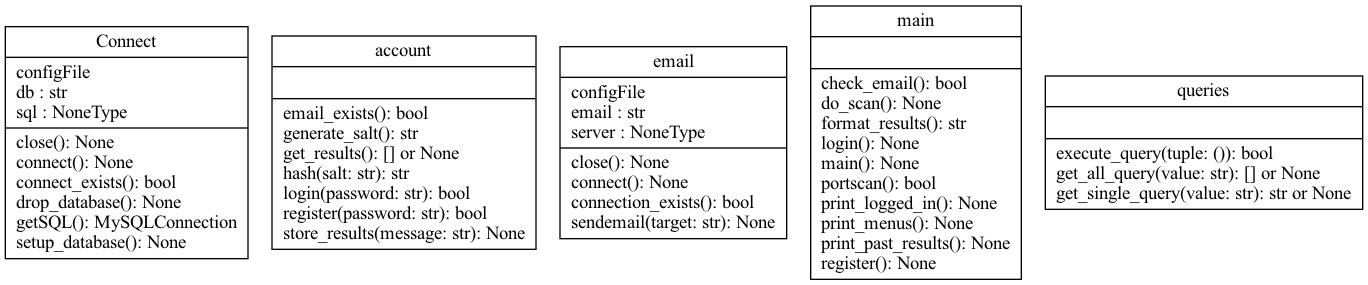 Connect
configFile
db : str
sql : NoneType
close(): None
connect(): None
connect_exists(): bool
drop_database(): None
getSQL(): MySQLConnection
setup_database(): None
account
email_exists(): bool
generate_salt(): str
get_results(): [] or None
hash(salt: str): str
login(password: str): bool
register(password: str): bool
store_results(message: str): None
email
configFile
email : str
server : NoneType
close(): None
connect(): None
connection_exists(): bool
sendemail(target: str): None
main
check_email(): bool
do_scan(): None
format_results(): str
login(): None
main(): None
portscan(): bool
print_logged_in(): None
print_menus(): None
print_past_results(): None
register(): None
queries
execute_query(tuple: ()): bool
get_all_query(value: str): [] or None
get_single_query(value: str): str or None